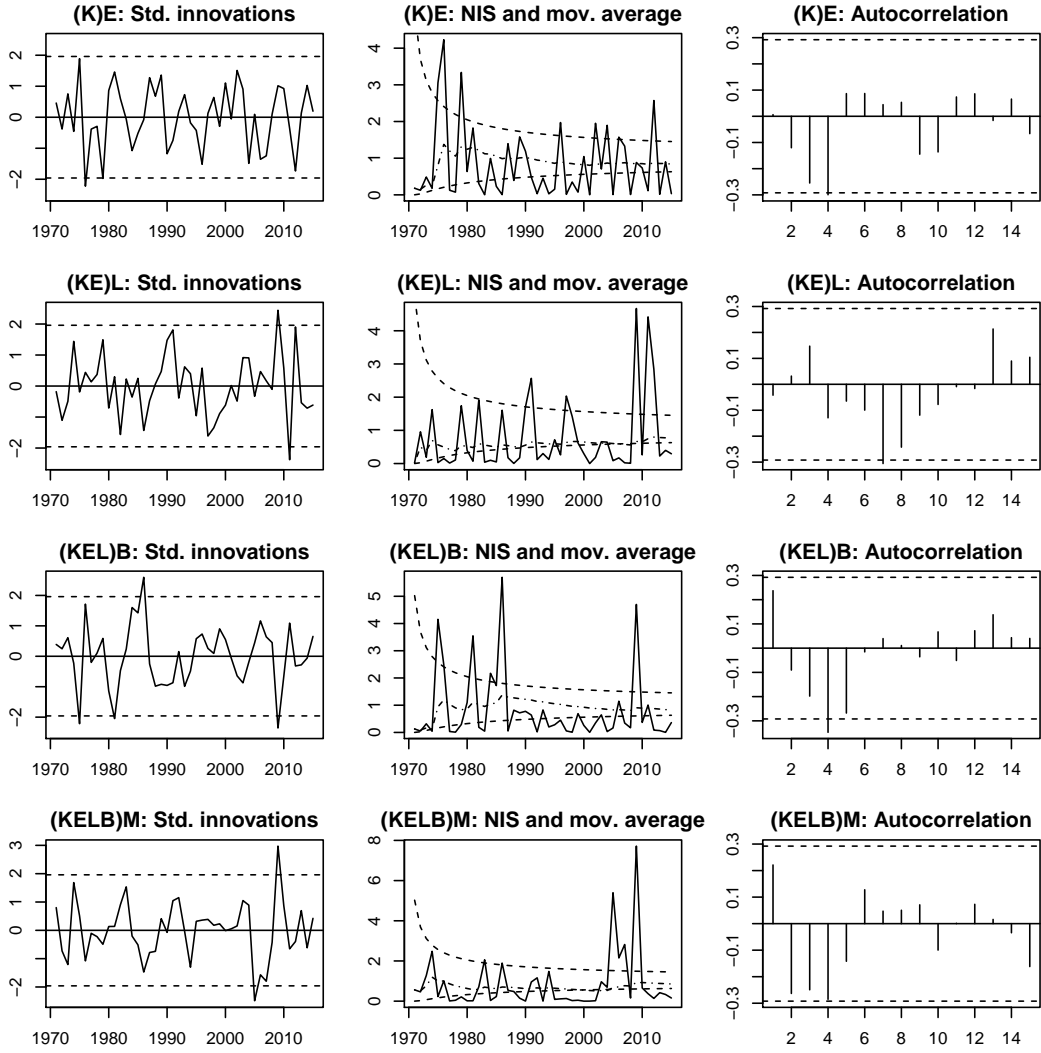 (K)E: Std. innovations
(K)E: NIS and mov. average
(K)E: Autocorrelation
2
0
−2
1970 1980 1990 2000 2010
4
3
2
1
0
1970 1980 1990 2000 2010
0.3
0.1
−0.1
−0.3
2 4 6 8 10 12 14
(KE)L: Std. innovations
(KE)L: NIS and mov. average
(KE)L: Autocorrelation
2
1
0
−2
1970 1980 1990 2000 2010
4
3
2
1
0
1970 1980 1990 2000 2010
0.3
0.1
−0.1
−0.3
2 4 6 8 10 12 14
(KEL)B: Std. innovations
(KEL)B: NIS and mov. average
(KEL)B: Autocorrelation
2
1
0
−2
1970 1980 1990 2000 2010
5
4
3
2
1
0
1970 1980 1990 2000 2010
0.3
0.1
−0.1
−0.3
2 4 6 8 10 12 14
(KELB)M: Std. innovations
(KELB)M: NIS and mov. average
(KELB)M: Autocorrelation
3
2
1
0
−2
1970 1980 1990 2000 2010
8
6
4
2
0
1970 1980 1990 2000 2010
0.3
0.1
−0.1
−0.3
2 4 6 8 10 12 14